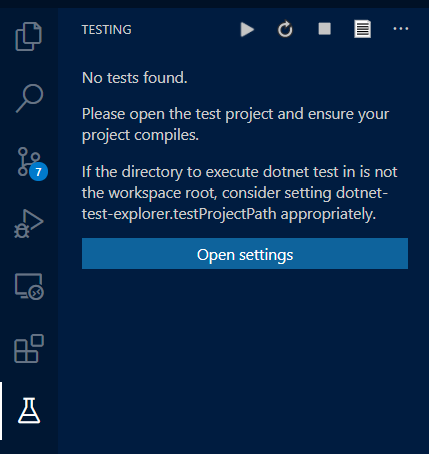 TESTING
No tests found.
Please open the test project and ensure your
project compiles.
If the directory to execute dotnet test in is not
the workspace root, consider setting dotnet-
test-explorer.testProjectPath appropriately.
7
Open settings